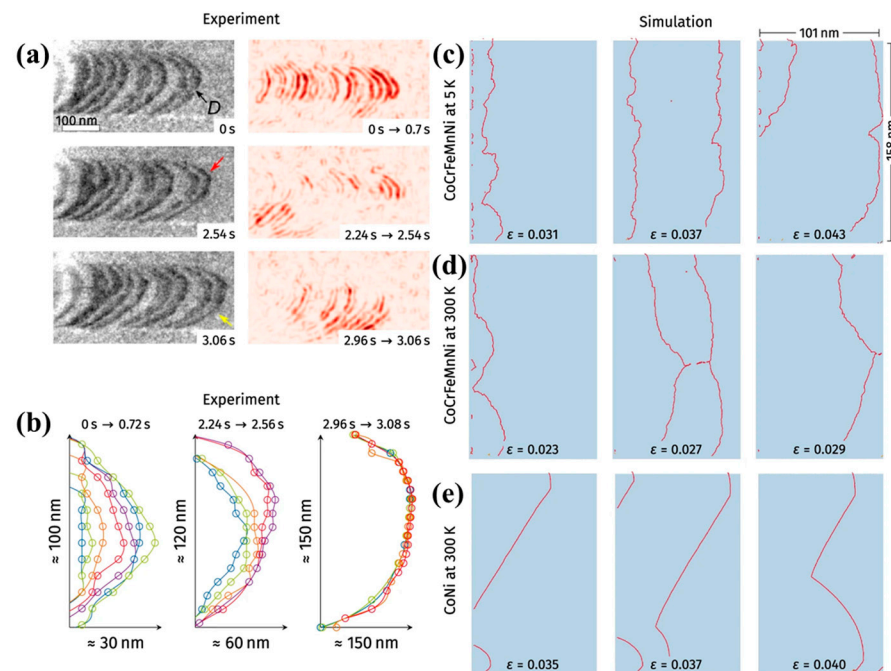 Experiment
(a)
D
100 nm
0 s
0 s → 0.7 s
2.54 s
2.24 s → 2.54 s
3.06 s
2.96 s → 3.06 s
Experiment
(b)
0 s → 0.72 s
2.24 s → 2.56 s
2.96 s → 3.08 s
≈ 100 nm
≈ 120 nm
≈ 150 nm
≈ 30 nm
≈ 60 nm
≈ 150 nm
Simulation
(c)
101 nm
CoCrFeMnNi at 5 K
158 nm
ε = 0.031
ε = 0.037
ε = 0.043
(d)
CoCrFeMnNi at 300 K
ε = 0.023
ε = 0.027
ε = 0.029
(e)
CoNi at 300 K
ε = 0.035
ε = 0.037
ε = 0.040